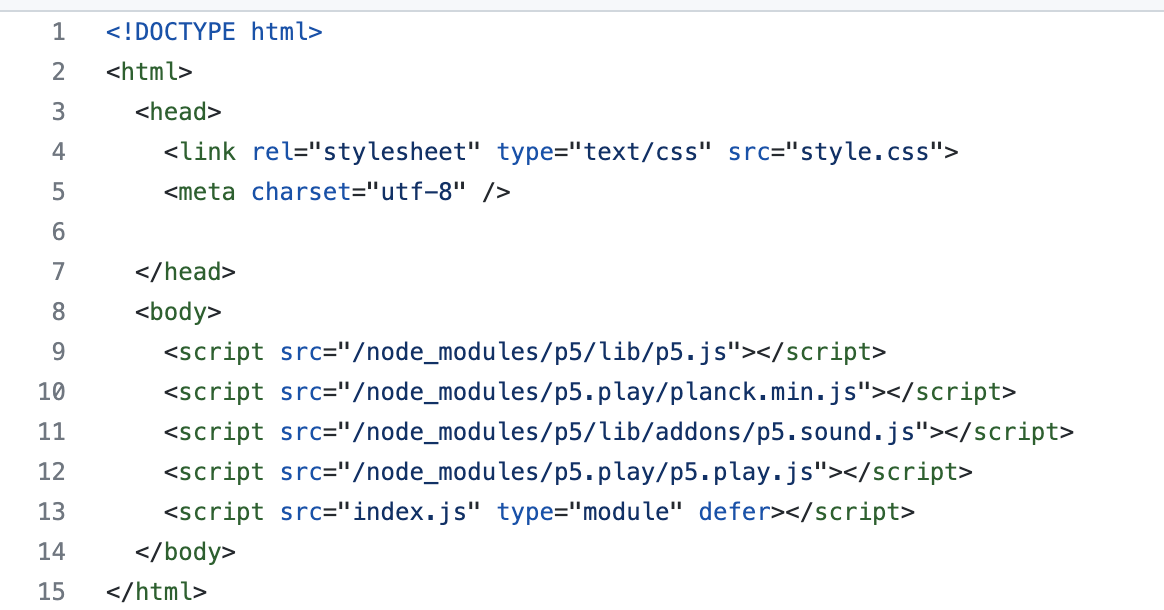 1 <!DOCTYPE html>
2 <html>
3   <head>
4     <link rel="stylesheet" type="text/css" src="style.css">
5     <meta charset="utf-8" />
6
7   </head>
8   <body>
9     <script src="/node_modules/p5/lib/p5.js"></script>
10     <script src="/node_modules/p5.play/planck.min.js"></script>
11     <script src="/node_modules/p5/lib/addons/p5.sound.js"></script>
12     <script src="/node_modules/p5.play/p5.play.js"></script>
13     <script src="index.js" type="module" defer></script>
14   </body>
15 </html>